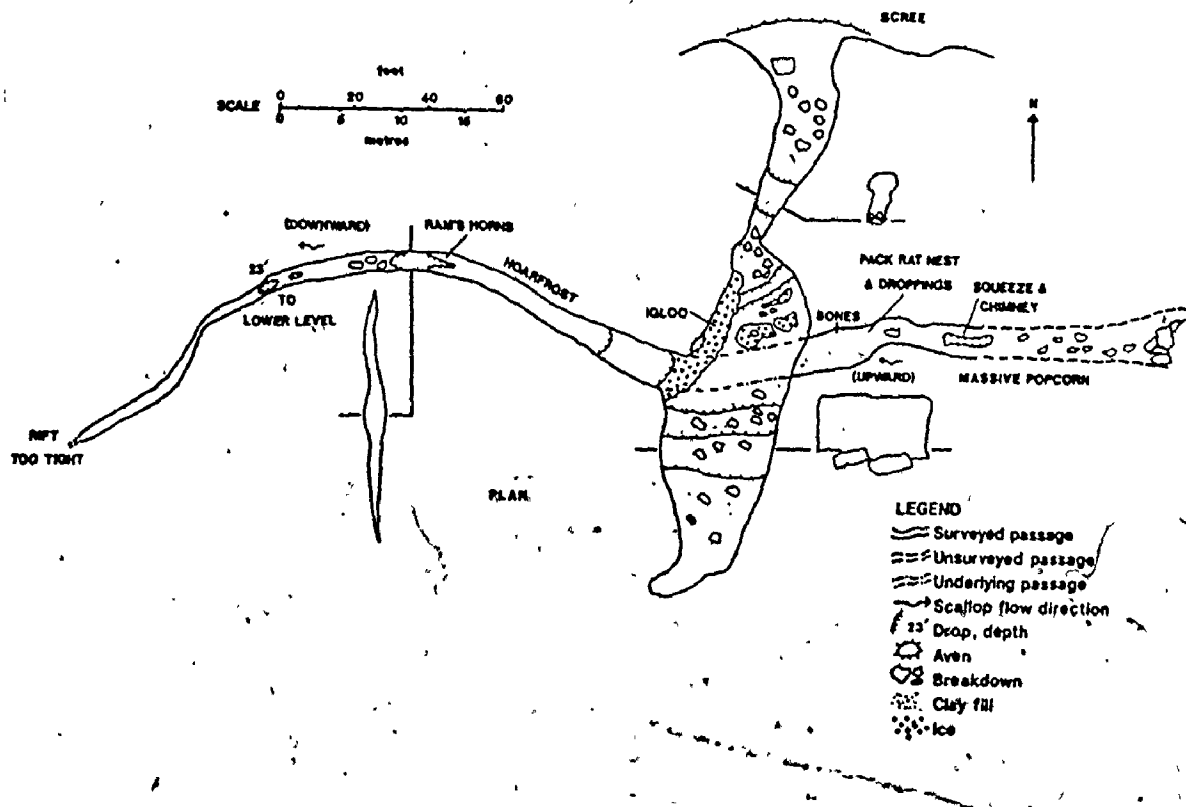 SCREE
feet
0 20 40 60
SCALE
0 5 10 15
metres
N
(DOWNWARD)
RAM'S HORNS
23'
TO
LOWER LEVEL
HOARFROST
IGLOO
PACK RAT NEST
& DROPPINGS
BONES
SQUEEZE &
CHIMNEY
(UPWARD)
MASSIVE POPCORN
RIFT
TOO TIGHT
PLAN
LEGEND
Surveyed passage
Unsurveyed passage
Underlying passage
Scallop flow direction
23' Drop, depth
Aven
Breakdown
Clay fill
Ice